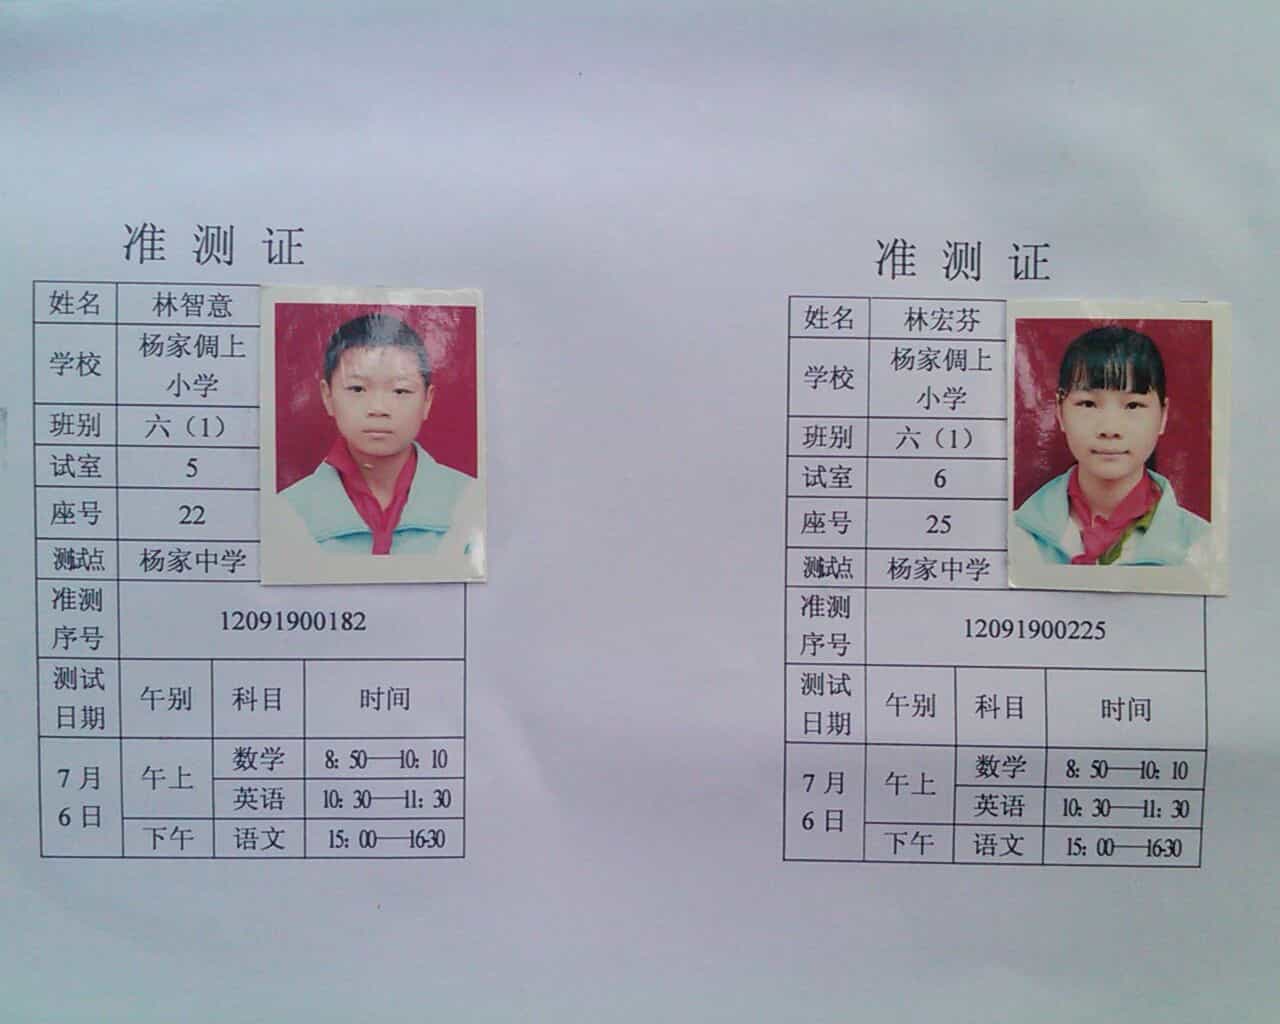 准测证
姓名 林智意
学校 杨家倜上
小学
班别 六（1）
试室 5
座号 22
测试点 杨家中学
准测
序号 12091900182
测试
日期 午别 科目 时间
7月
6日 午上 数学 8：50——10：10
英语 10：30——11：30
下午 语文 15：00——16-30
准测证
姓名 林宏芬
学校 杨家倜上
小学
班别 六（1）
试室 6
座号 25
测试点 杨家中学
准测
序号 12091900225
测试
日期 午别 科目 时间
7月
6日 午上 数学 8：50——10：10
英语 10：30——11：30
下午 语文 15：00——16-30